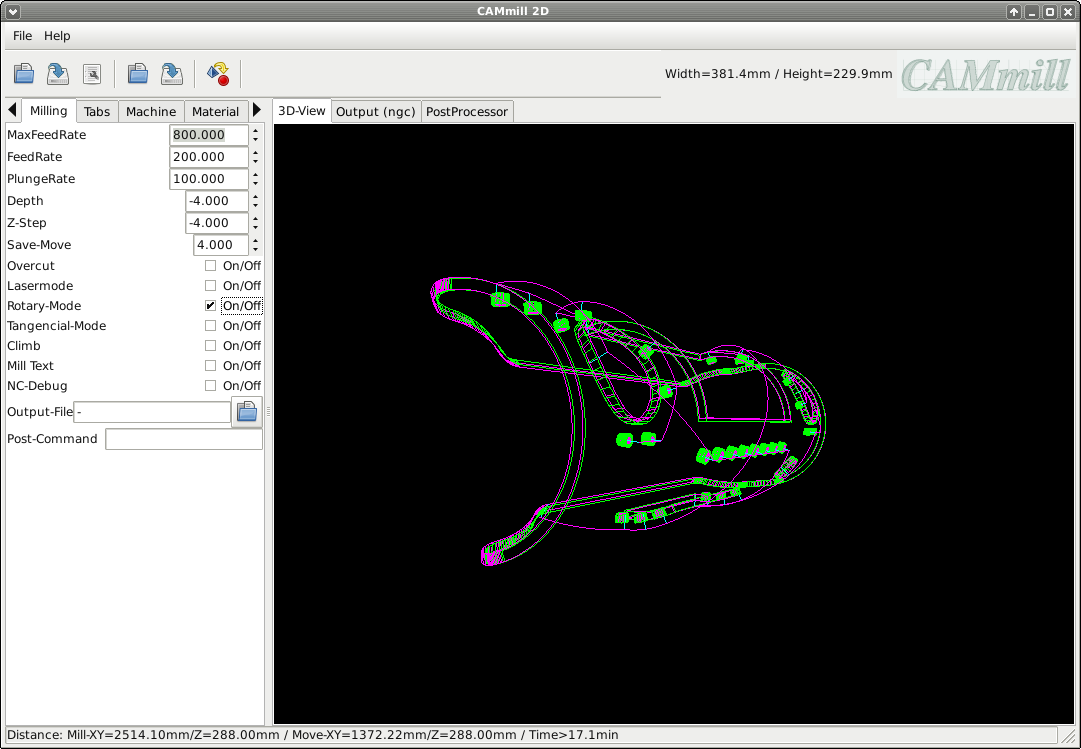 CAMmill 2D
File Help
Width=381.4mm / Height=229.9mm
CAMmill
Milling Tabs Machine Material
3D-View Output (ngc) PostProcessor
MaxFeedRate 800.000
FeedRate 200.000
PlungeRate 100.000
Depth -4.000
Z-Step -4.000
Save-Move 4.000
Overcut On/Off
Lasermode On/Off
Rotary-Mode On/Off
Tangencial-Mode On/Off
Climb On/Off
Mill Text On/Off
NC-Debug On/Off
Output-File -
Post-Command
Distance: Mill-XY=2514.10mm/Z=288.00mm / Move-XY=1372.22mm/Z=288.00mm / Time>17.1min